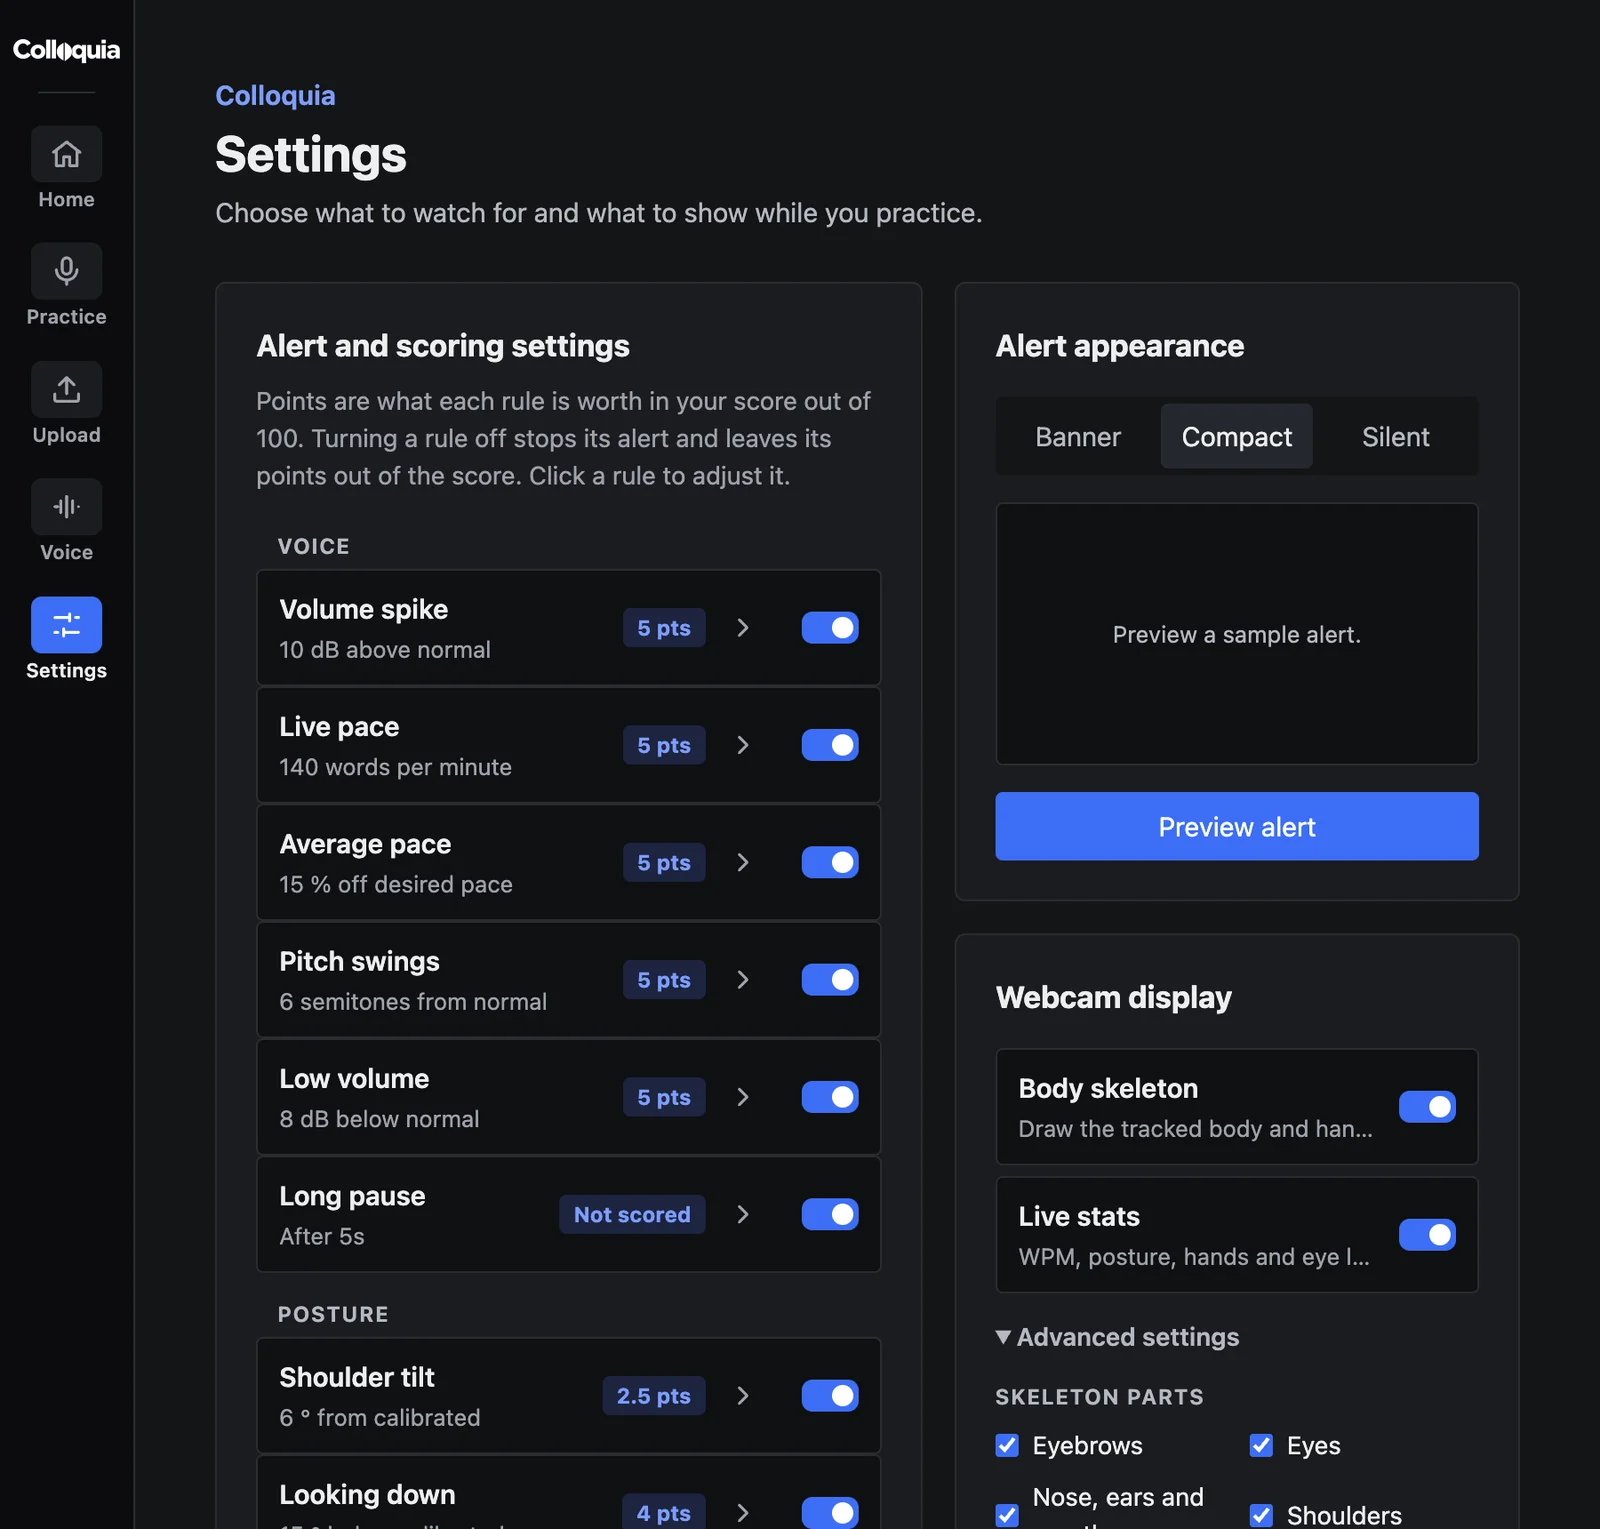 Colloquia
Home
Practice
Upload
Voice
Settings
Colloquia
Settings
Choose what to watch for and what to show while you practice.
Alert and scoring settings
Points are what each rule is worth in your score out of
100. Turning a rule off stops its alert and leaves its
points out of the score. Click a rule to adjust it.
VOICE
Volume spike
10 dB above normal
5 pts
Live pace
140 words per minute
5 pts
Average pace
15 % off desired pace
5 pts
Pitch swings
6 semitones from normal
5 pts
Low volume
8 dB below normal
5 pts
Long pause
After 5s
Not scored
POSTURE
Shoulder tilt
6 ° from calibrated
2.5 pts
Looking down
4 pts
Alert appearance
Banner
Compact
Silent
Preview a sample alert.
Preview alert
Webcam display
Body skeleton
Draw the tracked body and han...
Live stats
WPM, posture, hands and eye l...
Advanced settings
SKELETON PARTS
Eyebrows
Eyes
Nose, ears and
Shoulders